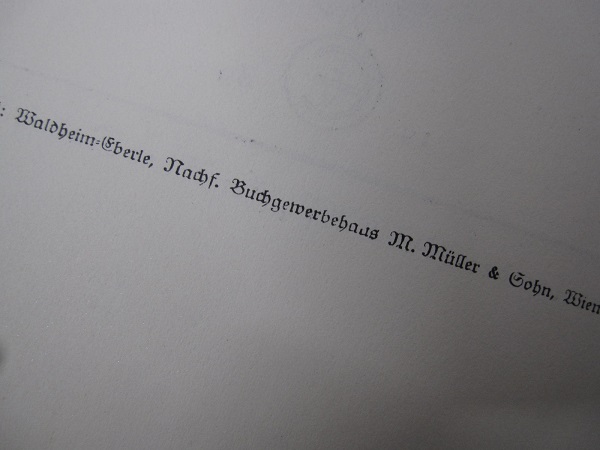 : Waldheim-Eberle, Nachf. Buchgewerbehaus M. Müller & Sohn, Wien